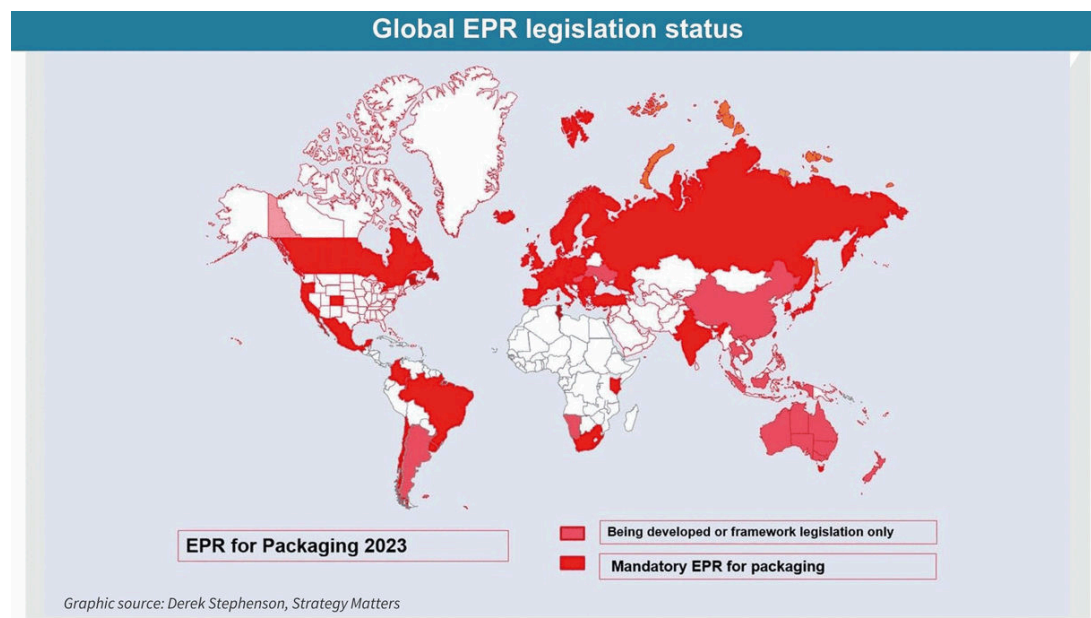 Global EPR legislation status
EPR for Packaging 2023
Being developed or framework legislation only
Mandatory EPR for packaging
Graphic source: Derek Stephenson, Strategy Matters